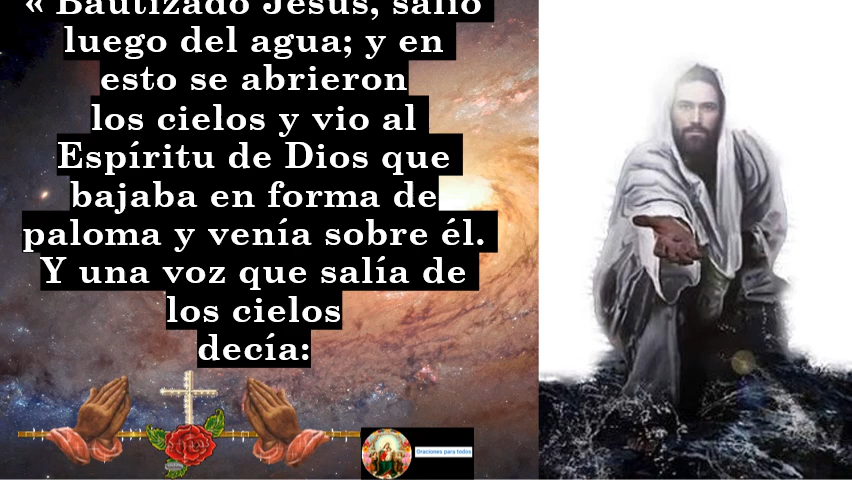 « Bautizado Jesús, salió
luego del agua; y en
esto se abrieron
los cielos y vio al
Espíritu de Dios que
bajaba en forma de
paloma y venía sobre él.
Y una voz que salía de
los cielos
decía:
Oraciones para todos